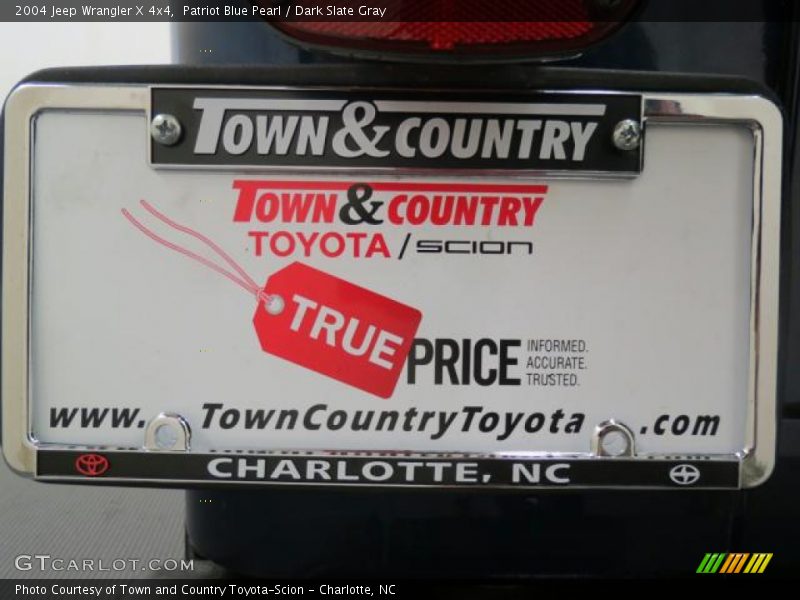 2004 Jeep Wrangler X 4x4,  Patriot Blue Pearl / Dark Slate Gray
TOWN&COUNTRY
TOWN&COUNTRY
TOYOTA/SCION
TRUE PRICE
INFORMED.
ACCURATE.
TRUSTED.
www.TownCountryToyota.com
CHARLOTTE, NC
GTCARLOT.COM
Photo Courtesy of Town and Country Toyota-Scion - Charlotte, NC